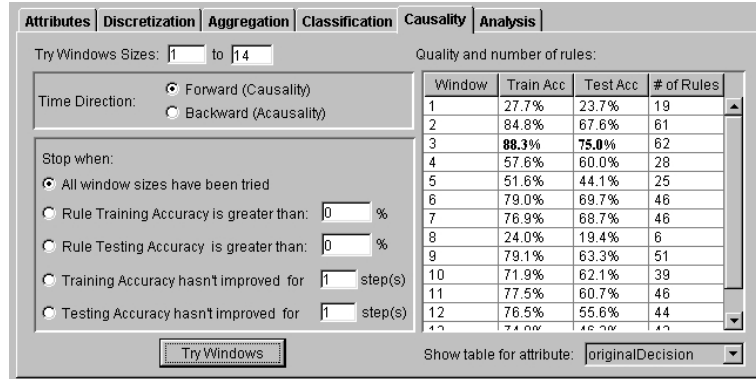 Attributes Discretization Aggregation Classification Causality Analysis
Try Windows Sizes: 1 to 14
Time Direction:
Forward (Causality)
Backward (Acausality)
Stop when:
All window sizes have been tried
Rule Training Accuracy is greater than: 0 %
Rule Testing Accuracy is greater than: 0 %
Training Accuracy hasn't improved for 1 step(s)
Testing Accuracy hasn't improved for 1 step(s)
Try Windows
Quality and number of rules:
Window Train Acc Test Acc # of Rules
1 27.7% 23.7% 19
2 84.8% 67.6% 61
3 88.3% 75.0% 62
4 57.6% 60.0% 28
5 51.6% 44.1% 25
6 79.0% 69.7% 46
7 76.9% 68.7% 46
8 24.0% 19.4% 6
9 79.1% 63.3% 51
10 71.9% 62.1% 39
11 77.5% 60.7% 46
12 76.5% 55.6% 44
Show table for attribute: originalDecision